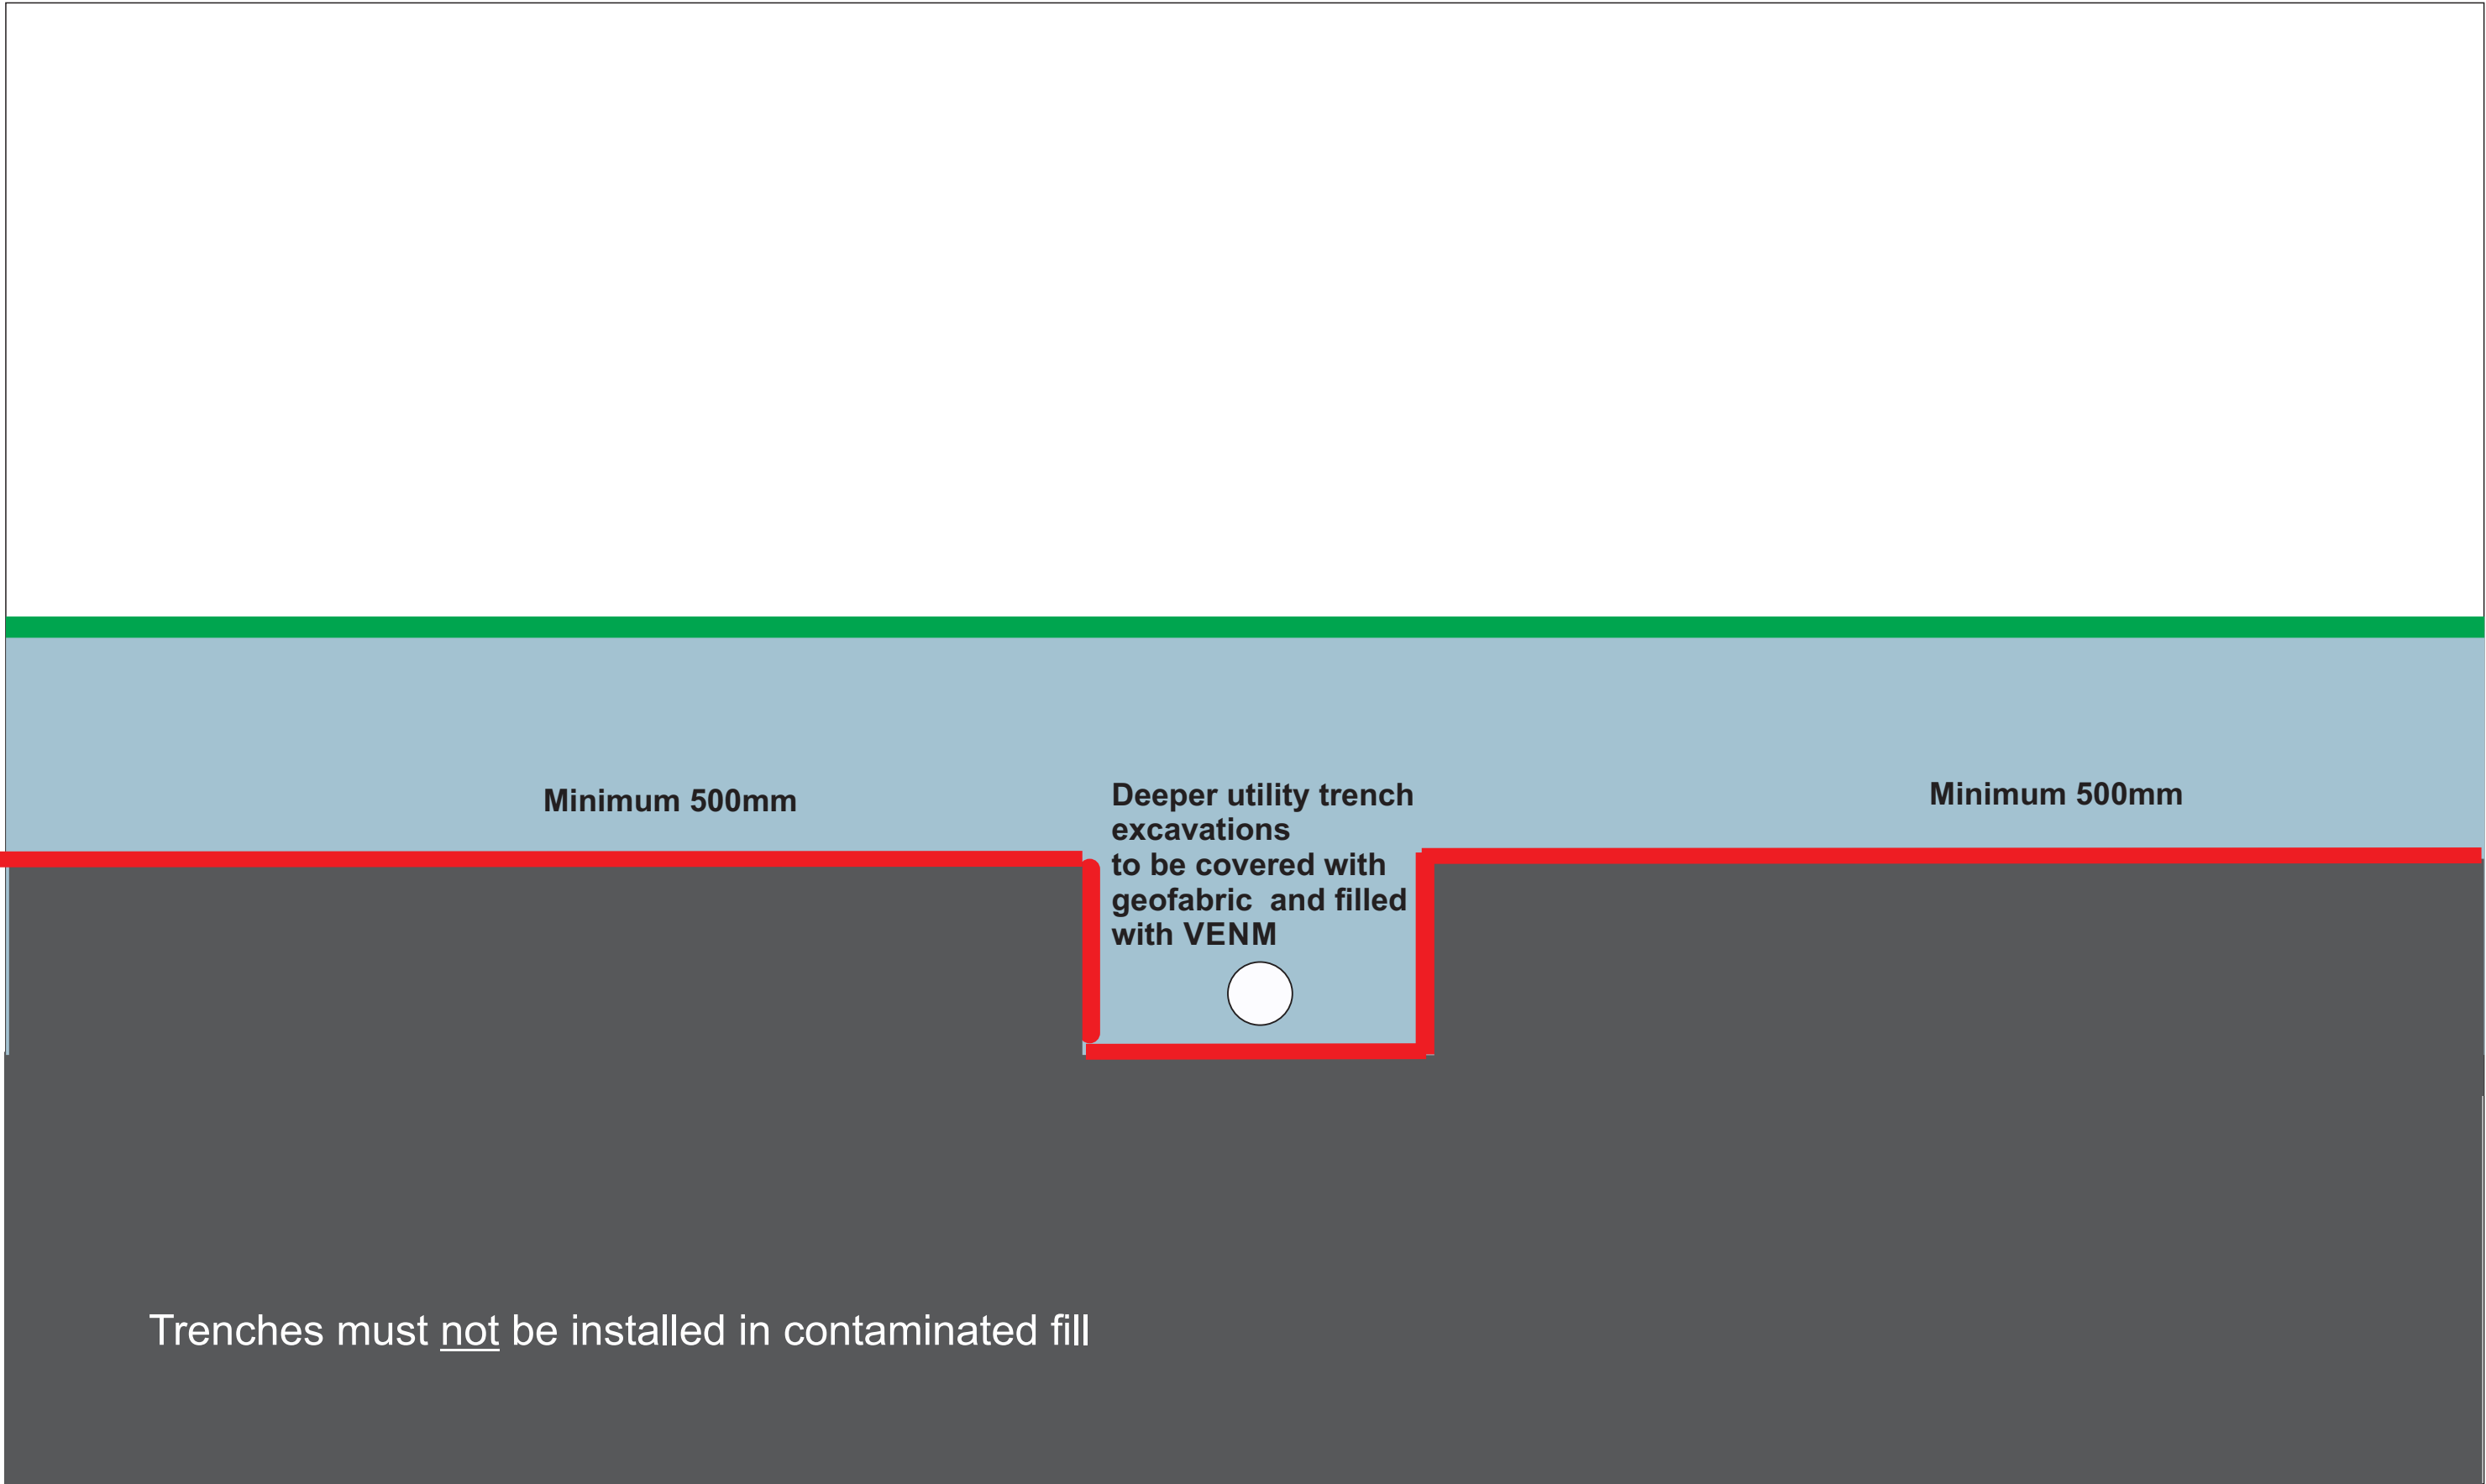 Minimum 500mm
Deeper utility trench
excavations
to be covered with
geofabric and filled
with VENM
Minimum 500mm
Trenches must not be installed in contaminated fill